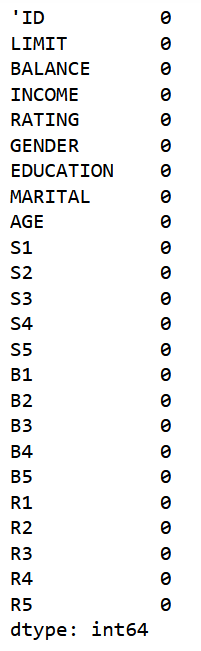 'ID 0
LIMIT 0
BALANCE 0
INCOME 0
RATING 0
GENDER 0
EDUCATION 0
MARITAL 0
AGE 0
S1 0
S2 0
S3 0
S4 0
S5 0
B1 0
B2 0
B3 0
B4 0
B5 0
R1 0
R2 0
R3 0
R4 0
R5 0
dtype: int64